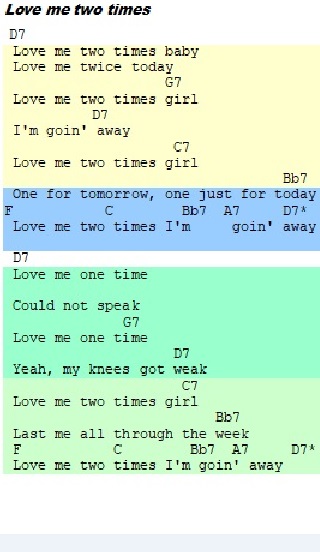 Love me two times
D7
Love me two times baby
Love me twice today
G7
Love me two times girl
D7
I'm goin' away
C7
Love me two times girl
Bb7
One for tomorrow, one just for today
F C Bb7 A7 D7*
Love me two times I'm goin' away
D7
Love me one time
Could not speak
G7
Love me one time
D7
Yeah, my knees got weak
C7
Love me two times girl
Bb7
Last me all through the week
F C Bb7 A7 D7*
Love me two times I'm goin' away